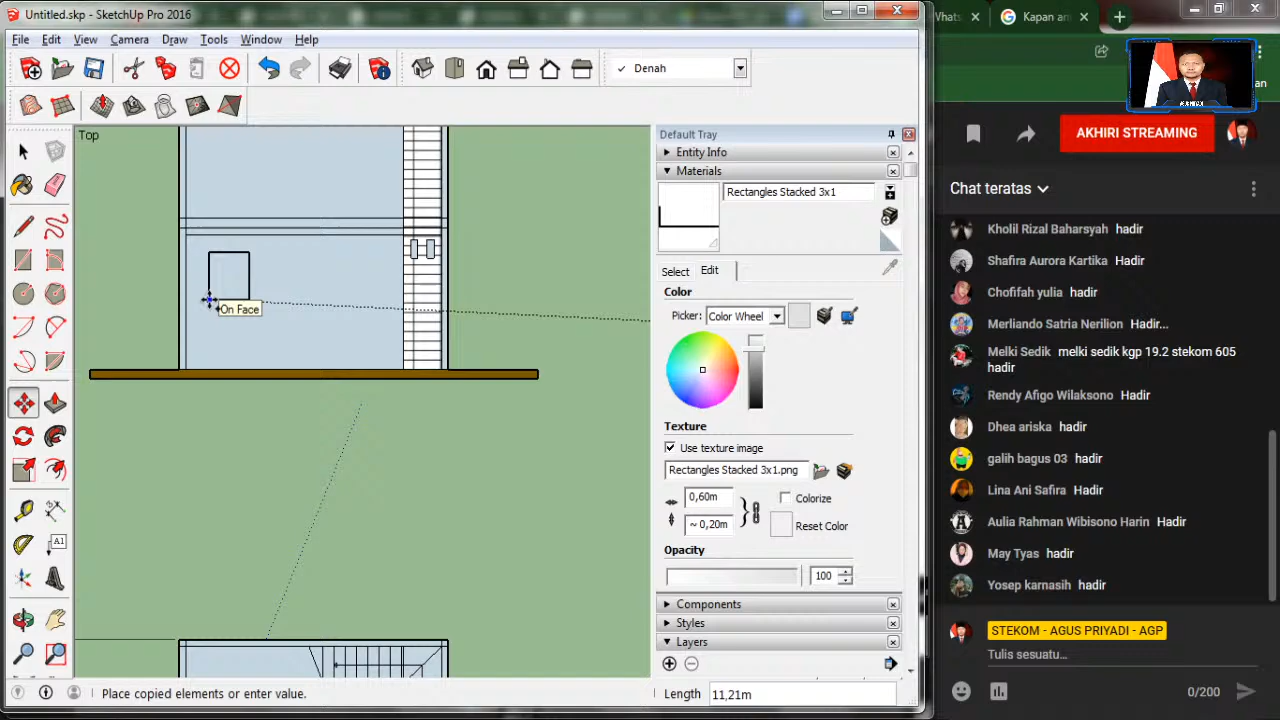 Untitled.skp - SketchUp Pro 2016
File Edit View Camera Draw Tools Window Help
✓ Denah
Top
On Face
A1
Default Tray
Entity Info
Materials
Rectangles Stacked 3x1
Select Edit
Color
Picker: Color Wheel
Texture
Use texture image
Rectangles Stacked 3x1.png
0,60m
Colorize
~ 0,20m
Reset Color
Opacity
100
Components
Styles
Layers
Place copied elements or enter value.
Length 11,21m
Whats
Kapan an
an
AKHIRI STREAMING
Chat teratas
Kholil Rizal Baharsyah hadir
Shafira Aurora Kartika Hadir
Chofifah yulia hadir
Merliando Satria Nerilion Hadir...
Melki Sedik melki sedik kgp 19.2 stekom 605
hadir
Rendy Afigo Wilaksono Hadir
Dhea ariska hadir
galih bagus 03 hadir
Lina Ani Safira Hadir
Aulia Rahman Wibisono Harin Hadir
May Tyas hadir
Yosep karnasih hadir
STEKOM - AGUS PRIYADI - AGP
Tulis sesuatu...
0/200